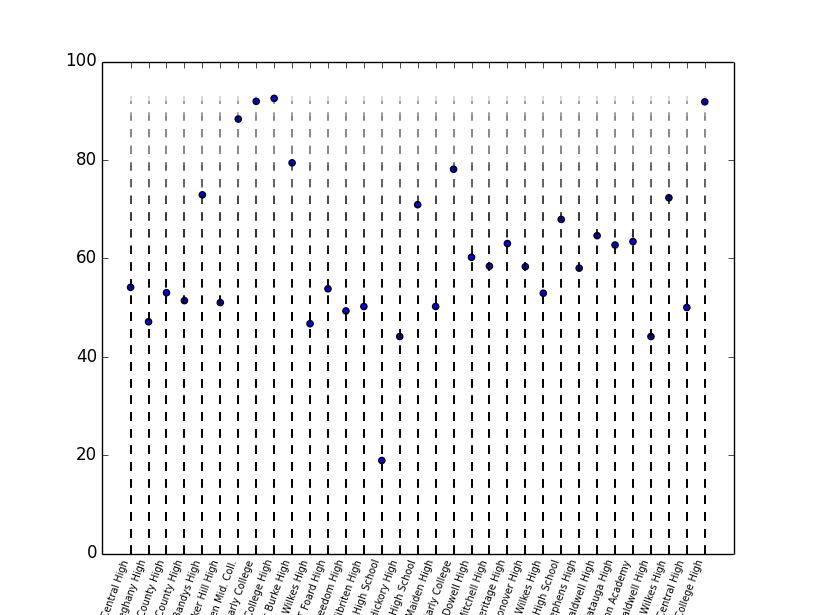 100
80
60
40
20
0
Central High
ghany High
County High
County High
Bandys High
ker Hill High
en Mid Coll.
arly College
College High
Burke High
Wilkes High
Foard High
eedom High
ibriten High
High School
Hickory High
High School
Maiden High
arly College
Dowell High
Mitchell High
eritage High
onover High
Wilkes High
High School
ephens High
aldwell High
atauga High
on Academy
aldwell High
Wilkes High
Central High
College High